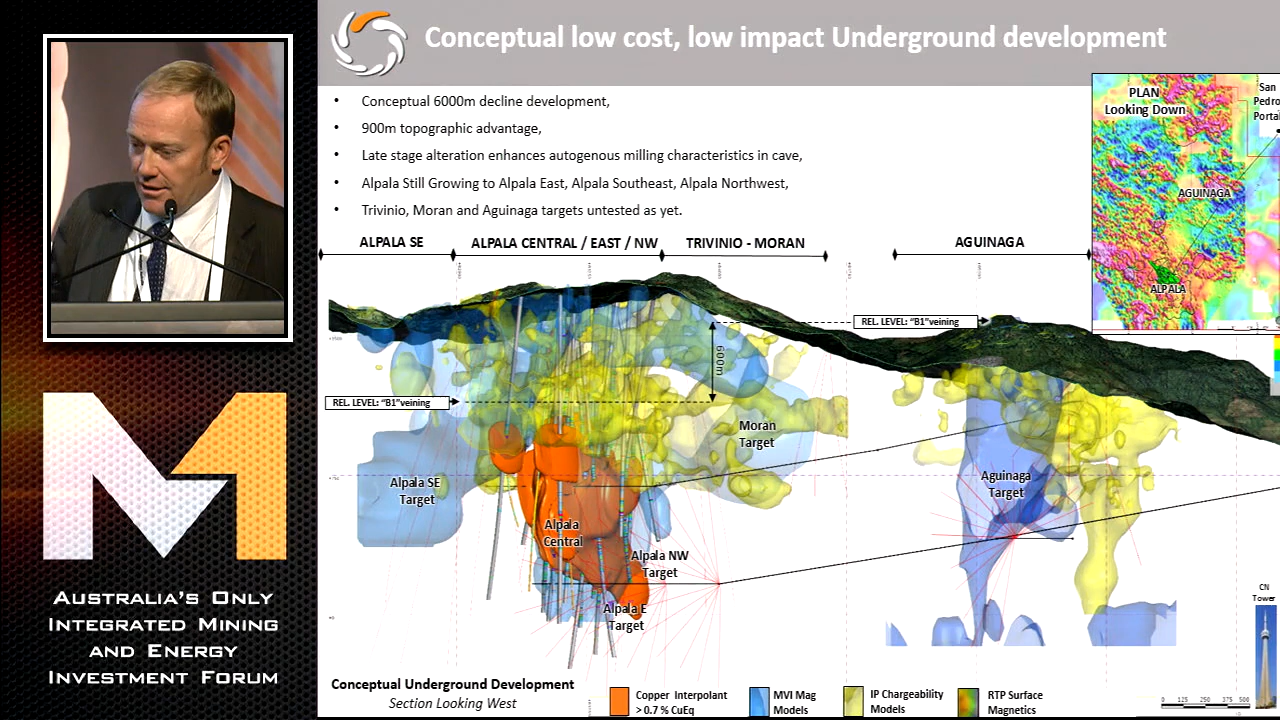 Conceptual low cost, low impact Underground development
• Conceptual 6000m decline development,
• 900m topographic advantage,
• Late stage alteration enhances autogenous milling characteristics in cave,
• Alpala Still Growing to Alpala East, Alpala Southeast, Alpala Northwest,
• Trivinio, Moran and Aguinaga targets untested as yet.
PLAN
Looking Down
San
Pedro
Porta
AGUINAGA
ALPALA
ALPALA SE
ALPALA CENTRAL / EAST / NW
TRIVINIO - MORAN
AGUINAGA
REL. LEVEL: "B1"veining
600m
REL. LEVEL: "B1"veining
Moran
Target
Alpala SE
Target
Aguinaga
Target
Alpala
Central
Alpala NW
Target
Alpala E
Target
CN
Tower
Conceptual Underground Development
Section Looking West
Copper Interpolant
> 0.7 % CuEq
MVI Mag
Models
IP Chargeability
Models
RTP Surface
Magnetics
0 125 250 375 500
M
Australia's Only
Integrated Mining
and Energy
Investment Forum